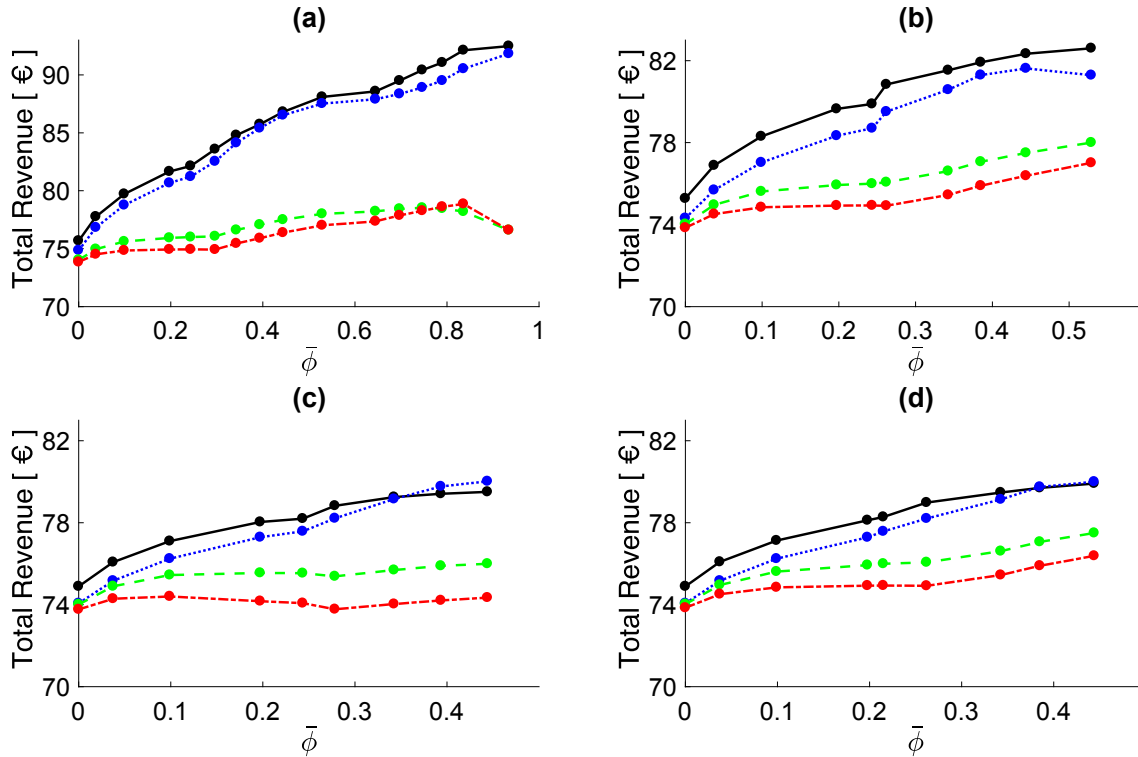 (a)
Total Revenue [ € ]
90
85
80
75
70
0 0.2 0.4 0.6 0.8 1
ϕ̄
(b)
Total Revenue [ € ]
82
78
74
70
0 0.1 0.2 0.3 0.4 0.5
ϕ̄
(c)
Total Revenue [ € ]
82
78
74
70
0 0.1 0.2 0.3 0.4
ϕ̄
(d)
Total Revenue [ € ]
82
78
74
70
0 0.1 0.2 0.3 0.4
ϕ̄